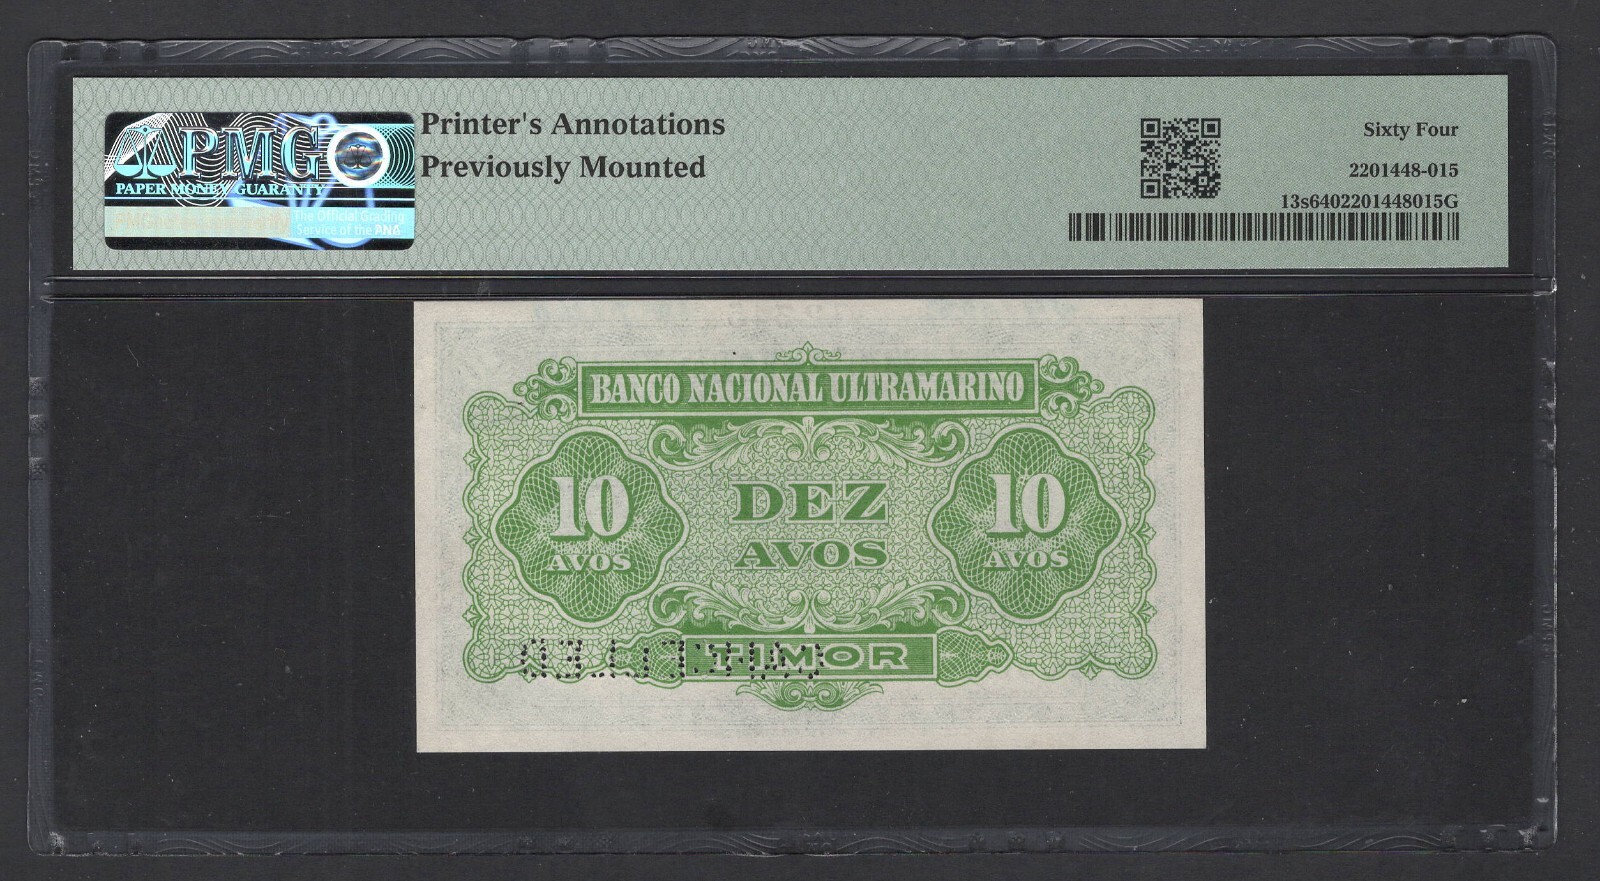 PMG
PAPER MONEY GUARANTY
The Official Grading
Service of the PNG
Printer's Annotations
Previously Mounted
Sixty Four
2201448-015
13s6402201448015G
BANCO NACIONAL ULTRAMARINO
10
AVOS
DEZ
AVOS
10
AVOS
TIMOR